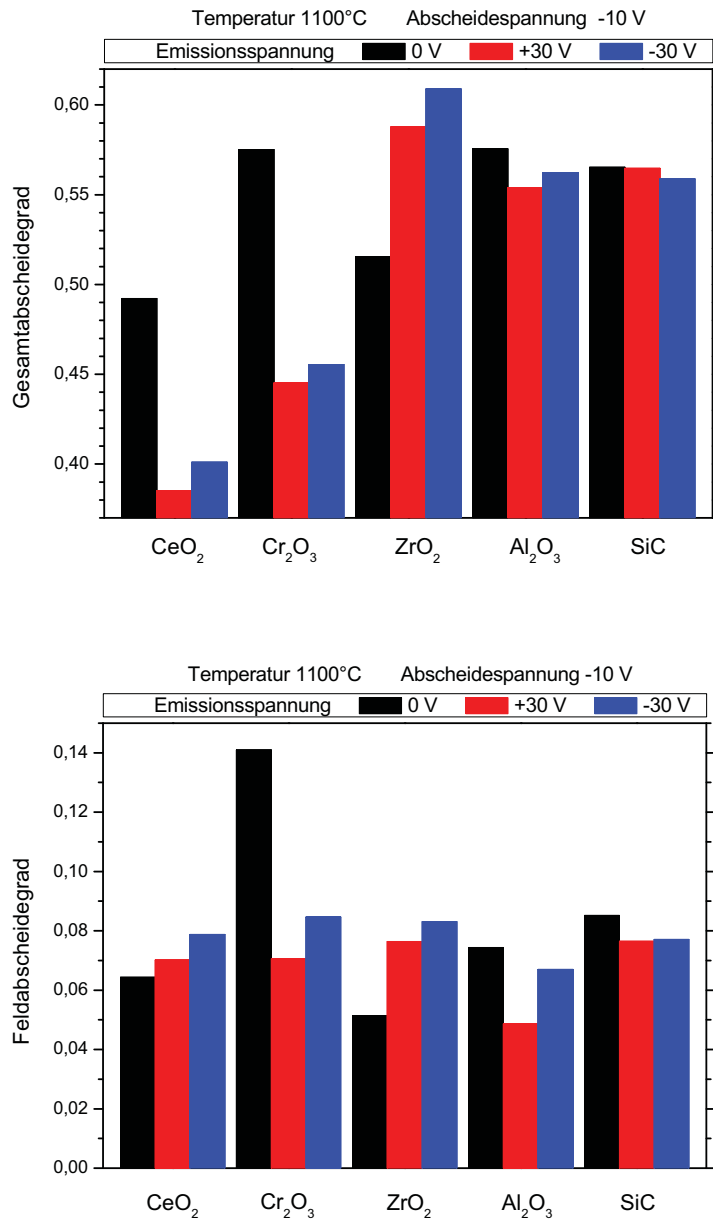 Temperatur 1100°C Abscheidespannung -10 V
Emissionsspannung 0 V +30 V -30 V
Gesamtabscheidegrad
0,60
0,55
0,50
0,45
0,40
CeO₂ Cr₂O₃ ZrO₂ Al₂O₃ SiC
Temperatur 1100°C Abscheidespannung -10 V
Emissionsspannung 0 V +30 V -30 V
Feldabscheidegrad
0,14
0,12
0,10
0,08
0,06
0,04
0,02
0,00
CeO₂ Cr₂O₃ ZrO₂ Al₂O₃ SiC